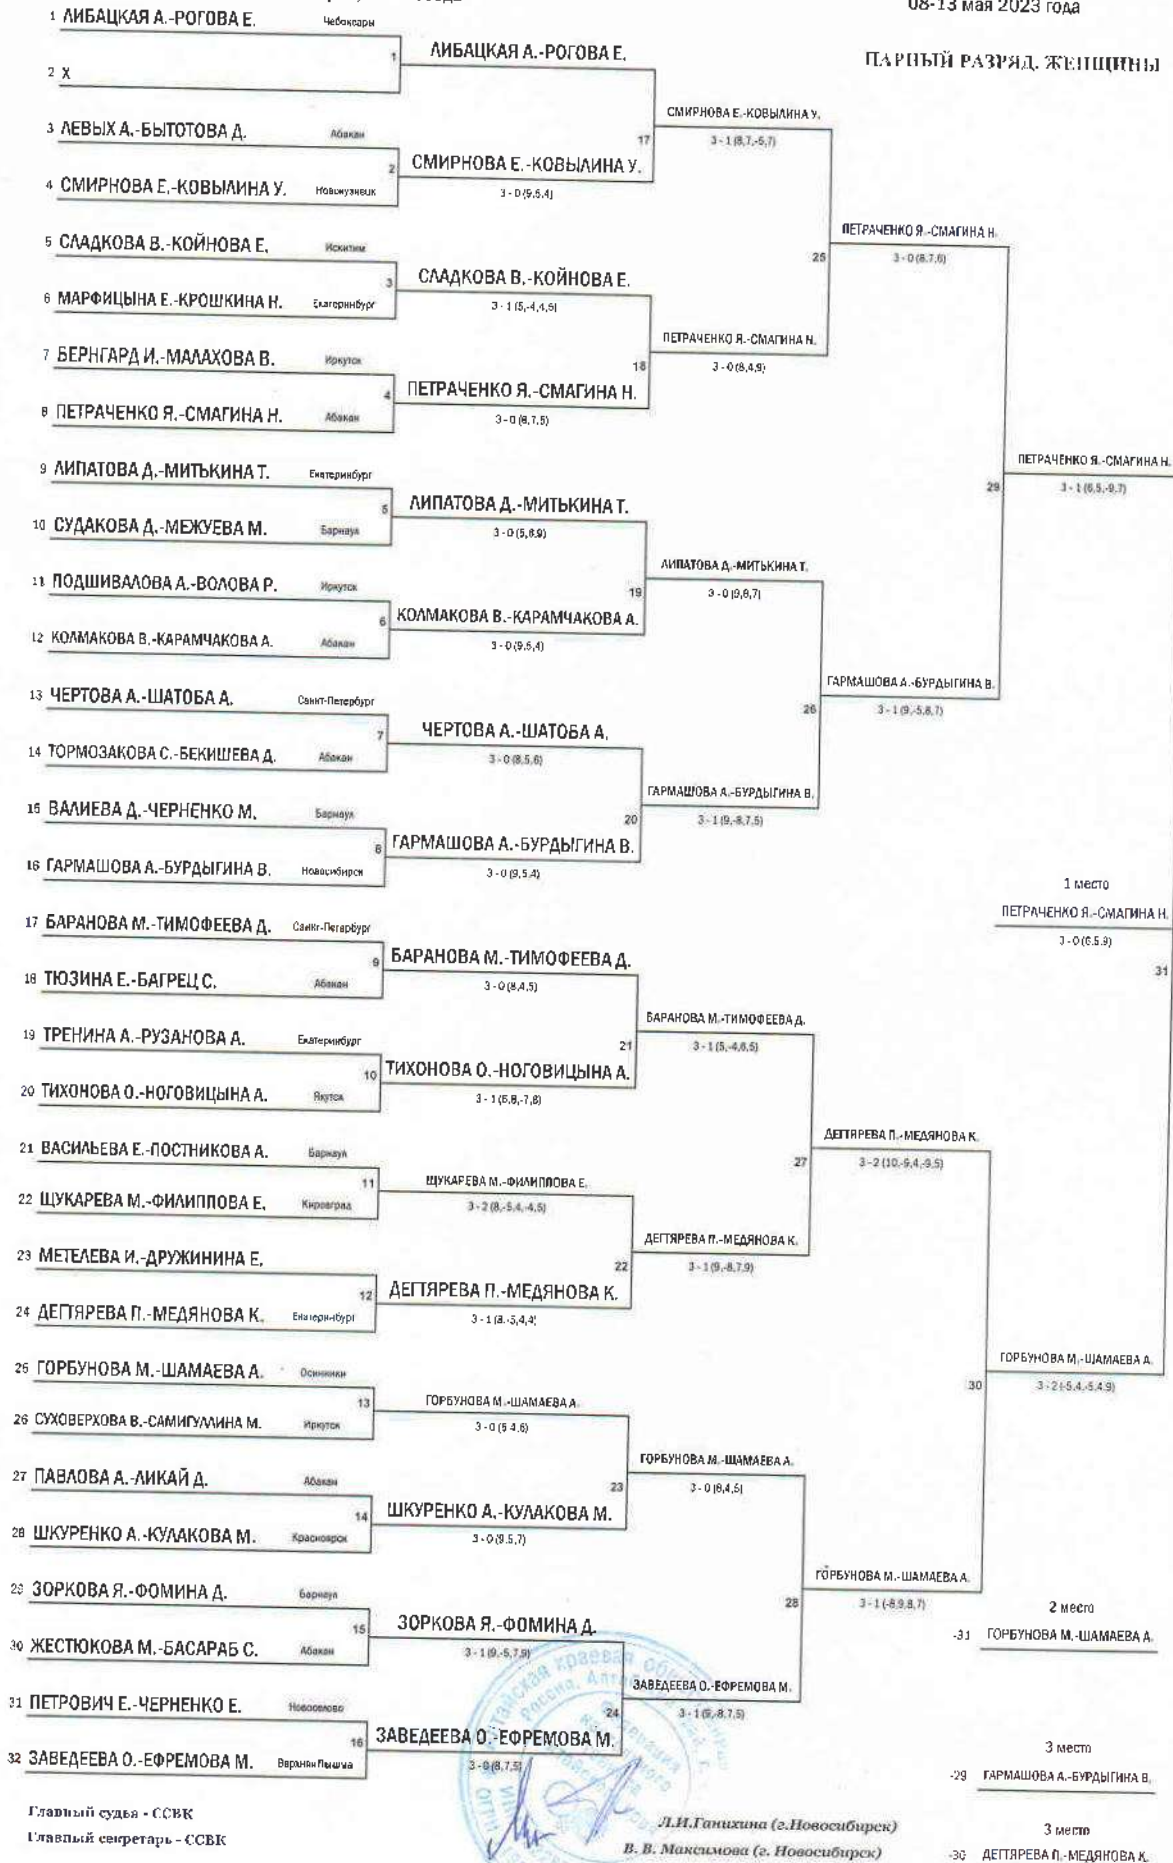 08-13 мая 2023 года
ПАРНЫЙ РАЗРЯД. ЖЕНЩИНЫ
1 ЛИБАЦКАЯ А.-РОГОВА Е. Чебоксары
1 ЛИБАЦКАЯ А.-РОГОВА Е.
2 X
17 СМИРНОВА Е.-КОВЫЛИНА У.
3-1 (8,7,-5,7)
3 ЛЕВЫХ А.-БЫТОТОВА Д. Абакан
2 СМИРНОВА Е.-КОВЫЛИНА У.
3-0 (9,5,4)
4 СМИРНОВА Е.-КОВЫЛИНА У. Новокузнецк
25 ПЕТРАЧЕНКО Я.-СМАГИНА Н.
3-0 (8,7,6)
5 СЛАДКОВА В.-КОЙНОВА Е. Искитим
3 СЛАДКОВА В.-КОЙНОВА Е.
3-1 (5,-4,4,5)
6 МАРФИЦЫНА Е.-КРОШКИНА Н. Екатеринбург
18 ПЕТРАЧЕНКО Я.-СМАГИНА Н.
3-0 (8,4,9)
7 БЕРНГАРД И.-МАЛАХОВА В. Иркутск
4 ПЕТРАЧЕНКО Я.-СМАГИНА Н.
3-0 (8,7,5)
8 ПЕТРАЧЕНКО Я.-СМАГИНА Н. Абакан
29 ПЕТРАЧЕНКО Я.-СМАГИНА Н.
3-1 (6,5,-9,7)
9 ЛИПАТОВА Д.-МИТЬКИНА Т. Екатеринбург
5 ЛИПАТОВА Д.-МИТЬКИНА Т.
3-0 (5,8,9)
10 СУДАКОВА Д.-МЕЖУЕВА М. Барнаул
19 ЛИПАТОВА Д.-МИТЬКИНА Т.
3-0 (9,8,7)
11 ПОДШИВАЛОВА А.-ВОЛОВА Р. Иркутск
6 КОЛМАКОВА В.-КАРАМЧАКОВА А.
3-0 (9,5,4)
12 КОЛМАКОВА В.-КАРАМЧАКОВА А. Абакан
26 ГАРМАШОВА А.-БУРДЫГИНА В.
3-1 (9,-5,8,7)
13 ЧЕРТОВА А.-ШАТОБА А. Санкт-Петербург
7 ЧЕРТОВА А.-ШАТОБА А.
3-0 (8,5,6)
14 ТОРМОЗАКОВА С.-БЕКИШЕВА Д. Абакан
20 ГАРМАШОВА А.-БУРДЫГИНА В.
3-1 (9,-8,7,5)
15 ВАЛИЕВА Д.-ЧЕРНЕНКО М. Барнаул
8 ГАРМАШОВА А.-БУРДЫГИНА В.
3-0 (9,5,4)
16 ГАРМАШОВА А.-БУРДЫГИНА В. Новосибирск
1 место
ПЕТРАЧЕНКО Я.-СМАГИНА Н.
3-0 (6,5,9)
31
17 БАРАНОВА М.-ТИМОФЕЕВА Д. Санкт-Петербург
9 БАРАНОВА М.-ТИМОФЕЕВА Д.
3-0 (8,4,5)
18 ТЮЗИНА Е.-БАГРЕЦ С. Абакан
21 БАРАНОВА М.-ТИМОФЕЕВА Д.
3-1 (5,-4,6,5)
19 ТРЕНИНА А.-РУЗАНОВА А. Екатеринбург
10 ТИХОНОВА О.-НОГОВИЦЫНА А.
3-1 (6,8,-7,8)
20 ТИХОНОВА О.-НОГОВИЦЫНА А. Якутск
27 ДЕГТЯРЕВА П.-МЕДЯНОВА К.
3-2 (10,-9,4,-9,5)
21 ВАСИЛЬЕВА Е.-ПОСТНИКОВА А. Барнаул
11 ЩУКАРЕВА М.-ФИЛИППОВА Е.
3-2 (8,-5,4,-4,5)
22 ЩУКАРЕВА М.-ФИЛИППОВА Е. Кировград
22 ДЕГТЯРЕВА П.-МЕДЯНОВА К.
3-1 (9,-8,7,9)
23 МЕТЕЛЕВА И.-ДРУЖИНИНА Е.
12 ДЕГТЯРЕВА П.-МЕДЯНОВА К.
3-1 (8,-5,4,4)
24 ДЕГТЯРЕВА П.-МЕДЯНОВА К. Екатеринбург
30 ГОРБУНОВА М.-ШАМАЕВА А.
3-2 (-5,4,-5,4,9)
25 ГОРБУНОВА М.-ШАМАЕВА А. Осинники
13 ГОРБУНОВА М.-ШАМАЕВА А.
3-0 (5,4,6)
26 СУХОВЕРХОВА В.-САМИГУЛЛИНА М. Иркутск
23 ГОРБУНОВА М.-ШАМАЕВА А.
3-0 (8,4,5)
27 ПАВЛОВА А.-ЛИКАЙ Д. Абакан
14 ШКУРЕНКО А.-КУЛАКОВА М.
3-0 (9,5,7)
28 ШКУРЕНКО А.-КУЛАКОВА М. Красноярск
28 ГОРБУНОВА М.-ШАМАЕВА А.
3-1 (-8,9,8,7)
29 ЗОРКОВА Я.-ФОМИНА Д. Барнаул
15 ЗОРКОВА Я.-ФОМИНА Д.
3-1 (9,-5,7,9)
30 ЖЕСТЮКОВА М.-БАСАРАБ С. Абакан
2 место
-31 ГОРБУНОВА М.-ШАМАЕВА А.
24 ЗАВЕДЕЕВА О.-ЕФРЕМОВА М.
3-1 (9,-8,7,5)
31 ПЕТРОВИЧ Е.-ЧЕРНЕНКО Е. Новоселово
16 ЗАВЕДЕЕВА О.-ЕФРЕМОВА М.
3-0 (8,7,5)
32 ЗАВЕДЕЕВА О.-ЕФРЕМОВА М. Верхняя Пышма
3 место
-29 ГАРМАШОВА А.-БУРДЫГИНА В.
Главный судья - ССВК
Л.И.Ганихина (г.Новосибирск)
3 место
Главный секретарь - ССВК
В. В. Максимова (г. Новосибирск)
-30 ДЕГТЯРЕВА П.-МЕДЯНОВА К.